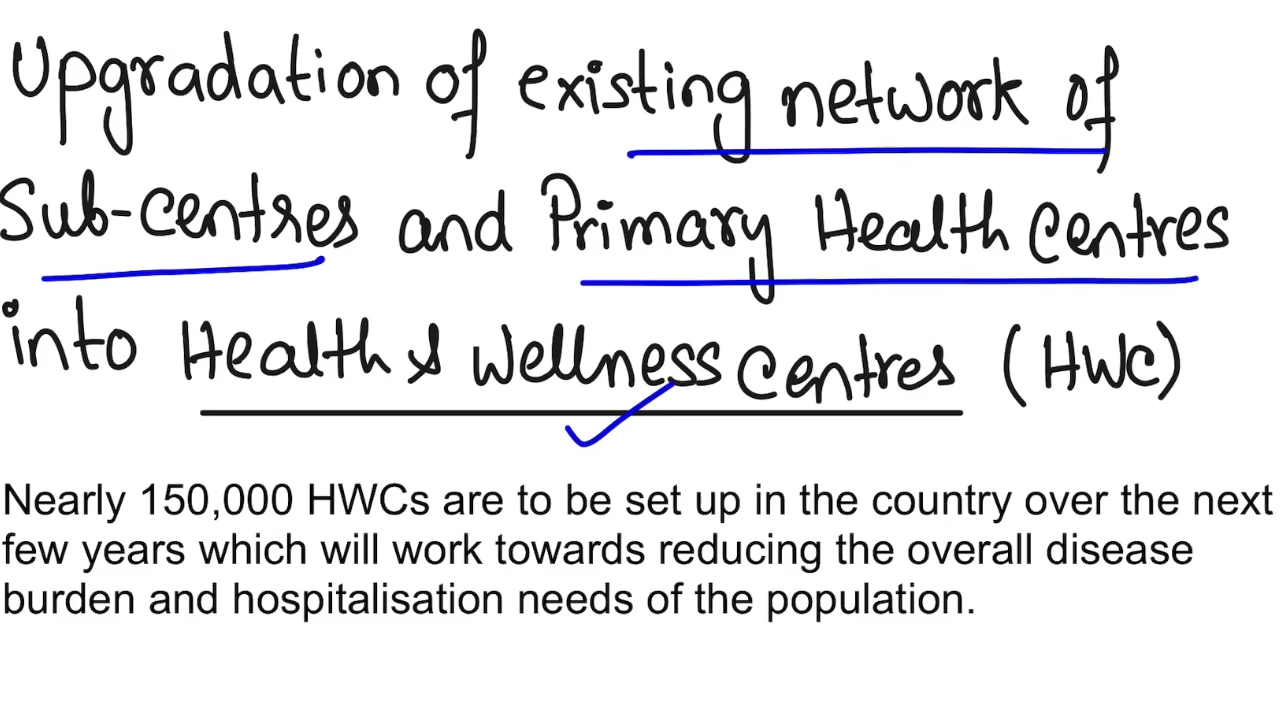 Upgradation of existing network of
Sub-centres and Primary Health Centres
into Health & Wellness Centres (HWC)
Nearly 150,000 HWCs are to be set up in the country over the next
few years which will work towards reducing the overall disease
burden and hospitalisation needs of the population.